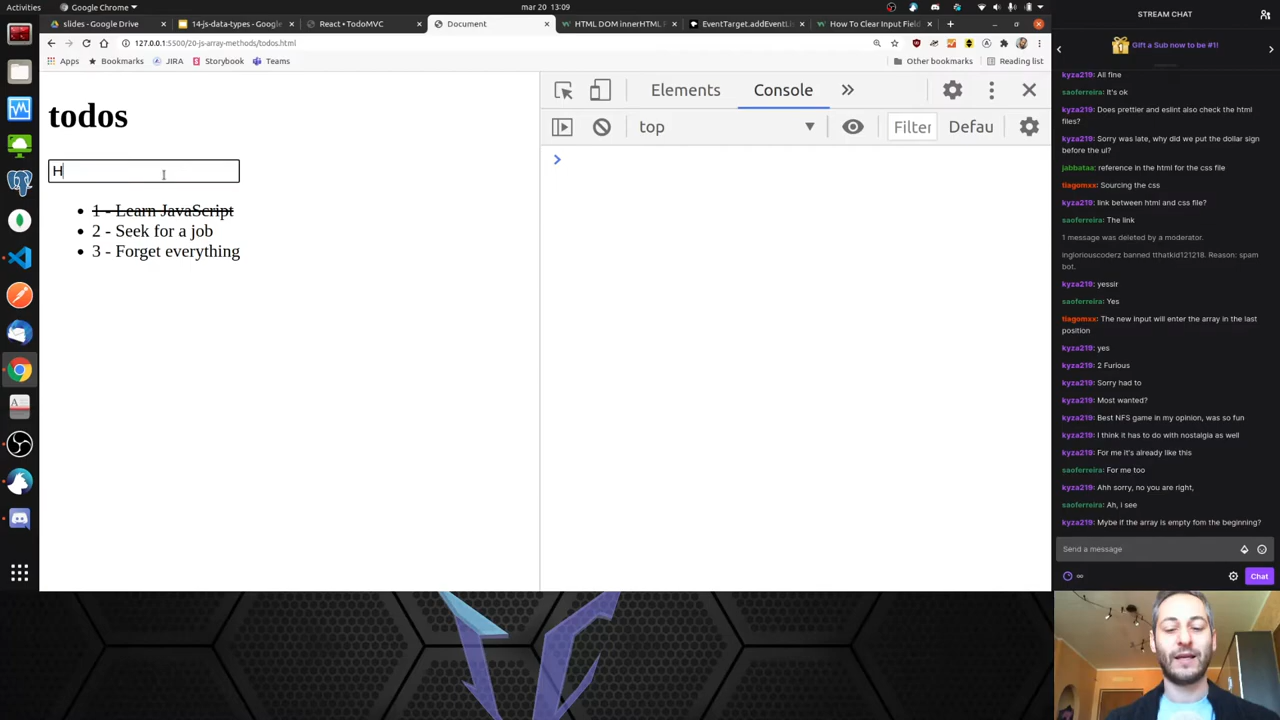 Activities
Google Chrome
mar 20 13:09
slides - Google Drive
14-js-data-types - Google
React • TodoMVC
Document
HTML DOM innerHTML
EventTarget.addEventLi
How To Clear Input Field
127.0.0.1:5500/20-js-array-methods/todos.html
Apps
Bookmarks
JIRA
Storybook
Teams
Other bookmarks
Reading list
todos
H
1 - Learn JavaScript
2 - Seek for a job
3 - Forget everything
Elements
Console
top
Filter
Defau
STREAM CHAT
Gift a Sub now to be #1!
kyza219: All fine
saoferreira: It's ok
kyza219: Does prettier and eslint also check the html
files?
kyza219: Sorry was late, why did we put the dollar sign
before the ul?
jabbataa: reference in the html for the css file
tiagomxx: Sourcing the css
kyza219: link between html and css file?
saoferreira: The link
1 message was deleted by a moderator.
ingloriouscoderz banned tthatkid121218. Reason: spam
bot.
kyza219: yessir
saoferreira: Yes
tiagomxx: The new input will enter the array in the last
position
kyza219: yes
kyza219: 2 Furious
kyza219: Sorry had to
kyza219: Most wanted?
kyza219: Best NFS game in my opinion, was so fun
kyza219: I think it has to do with nostalgia as well
kyza219: For me it's already like this
saoferreira: For me too
kyza219: Ahh sorry, no you are right,
saoferreira: Ah, I see
kyza219: Mybe if the array is empty fom the beginning?
Send a message
Chat